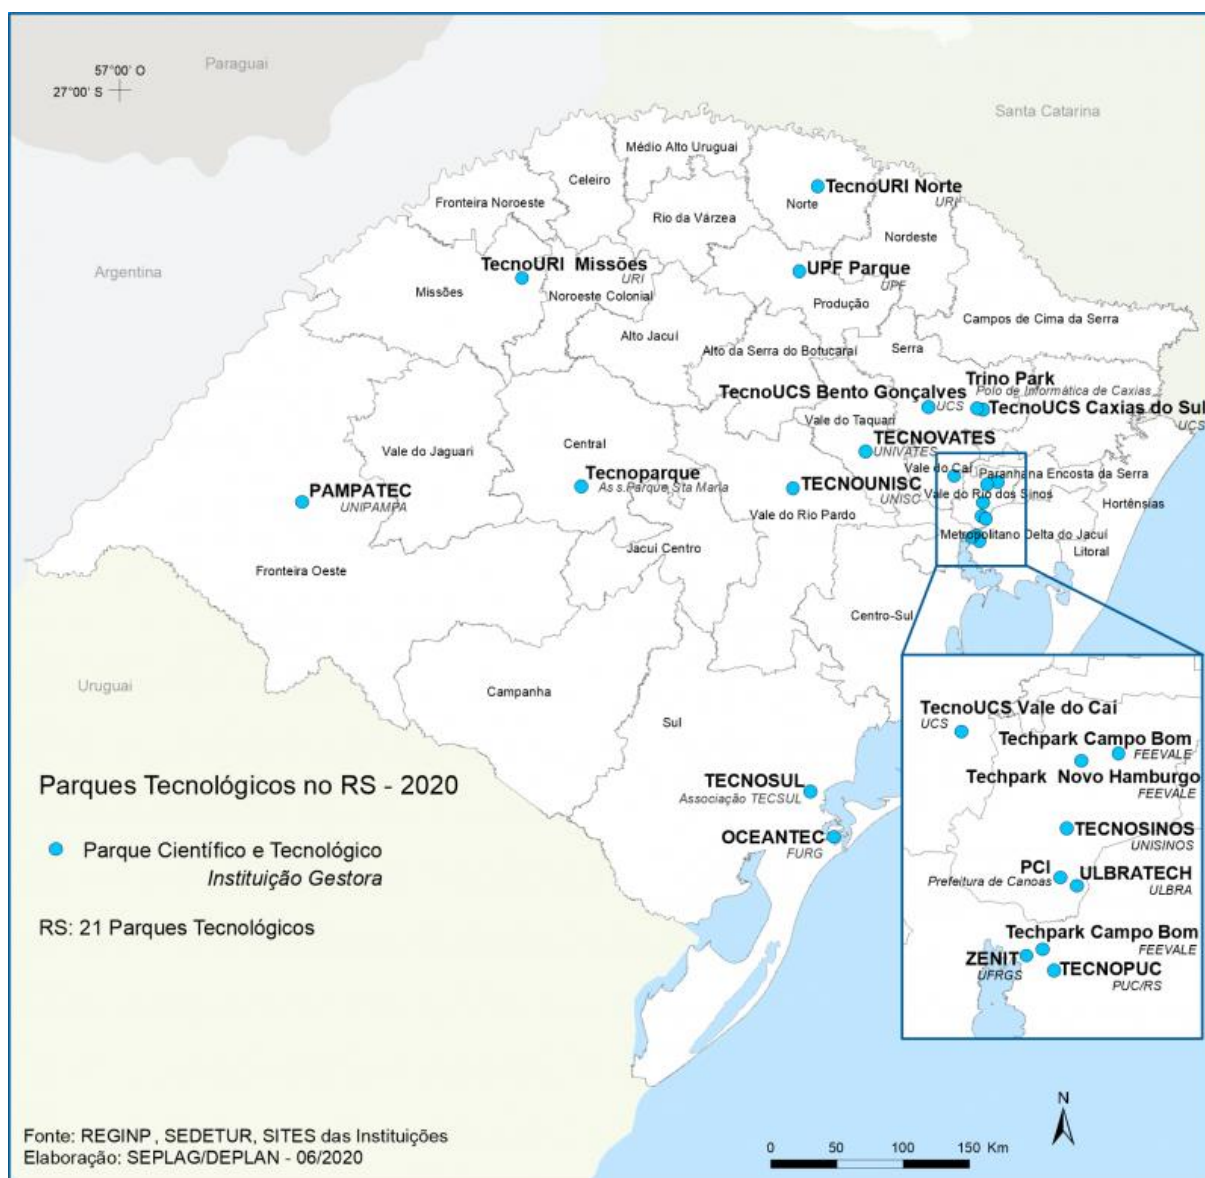 57°00' O
27°00' S
Paraguai
Santa Catarina
Argentina
Uruguai
Médio Alto Uruguai
Celeiro
TecnoURI Norte
URI
Norte
Fronteira Noroeste
Rio da Várzea
Nordeste
TecnoURI Missões
URI
UPF Parque
UPF
Missões
Noroeste Colonial
Produção
Campos de Cima da Serra
Alto Jacuí
Alto da Serra do Botucaraí
Serra
Trino Park
Polo de Informática de Caxias
TecnoUCS Bento Gonçalves
UCS
TecnoUCS Caxias do Sul
UCS
Vale do Taquari
TECNOVATES
UNIVATES
Central
Vale do Jaguari
Tecnoparque
As s.Parque Sta Maria
Vale do Caí
Paranhana Encosta da Serra
PAMPATEC
UNIPAMPA
TECNOUNISC
UNISC
Vale do Rio dos Sinos
Hortênsias
Vale do Rio Pardo
Metropolitano Delta do Jacuí
Litoral
Jacuí Centro
Fronteira Oeste
Centro-Sul
Campanha
Sul
TECNOSUL
Associação TECSUL
OCEANTEC
FURG
TecnoUCS Vale do Cai
UCS
Techpark Campo Bom
FEEVALE
Techpark Novo Hamburgo
FEEVALE
TECNOSINOS
UNISINOS
PCI
Prefeitura de Canoas
ULBRATECH
ULBRA
Techpark Campo Bom
FEEVALE
ZENIT
UFRGS
TECNOPUC
PUC/RS
Parques Tecnológicos no RS - 2020
Parque Científico e Tecnológico
Instituição Gestora
RS: 21 Parques Tecnológicos
Fonte: REGINP , SEDETUR, SITES das Instituições
Elaboração: SEPLAG/DEPLAN - 06/2020
N
0 50 100 150 Km